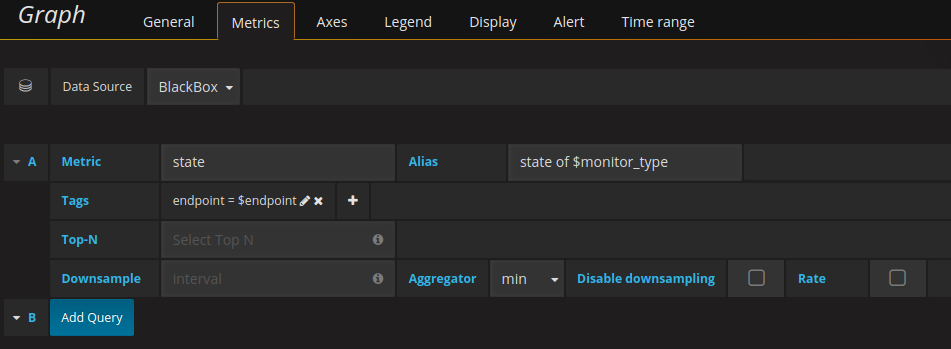 Graph General Metrics Axes Legend Display Alert Time range
Data Source BlackBox
A Metric state Alias state of $monitor_type
Tags endpoint = $endpoint +
Top-N Select Top N
Downsample interval Aggregator min Disable downsampling Rate
B Add Query